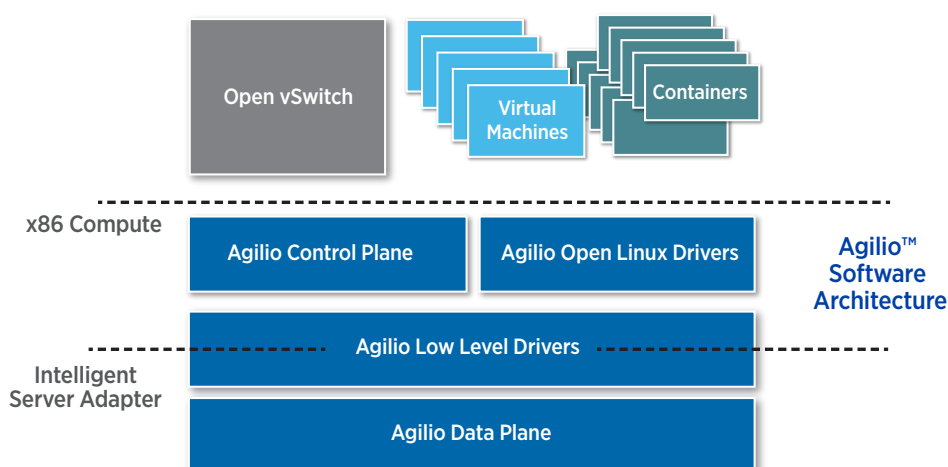 Open vSwitch
Virtual
Machines
Containers
x86 Compute
Agilio Control Plane
Agilio Open Linux Drivers
Agilio™
Software
Architecture
Agilio Low Level Drivers
Intelligent
Server Adapter
Agilio Data Plane